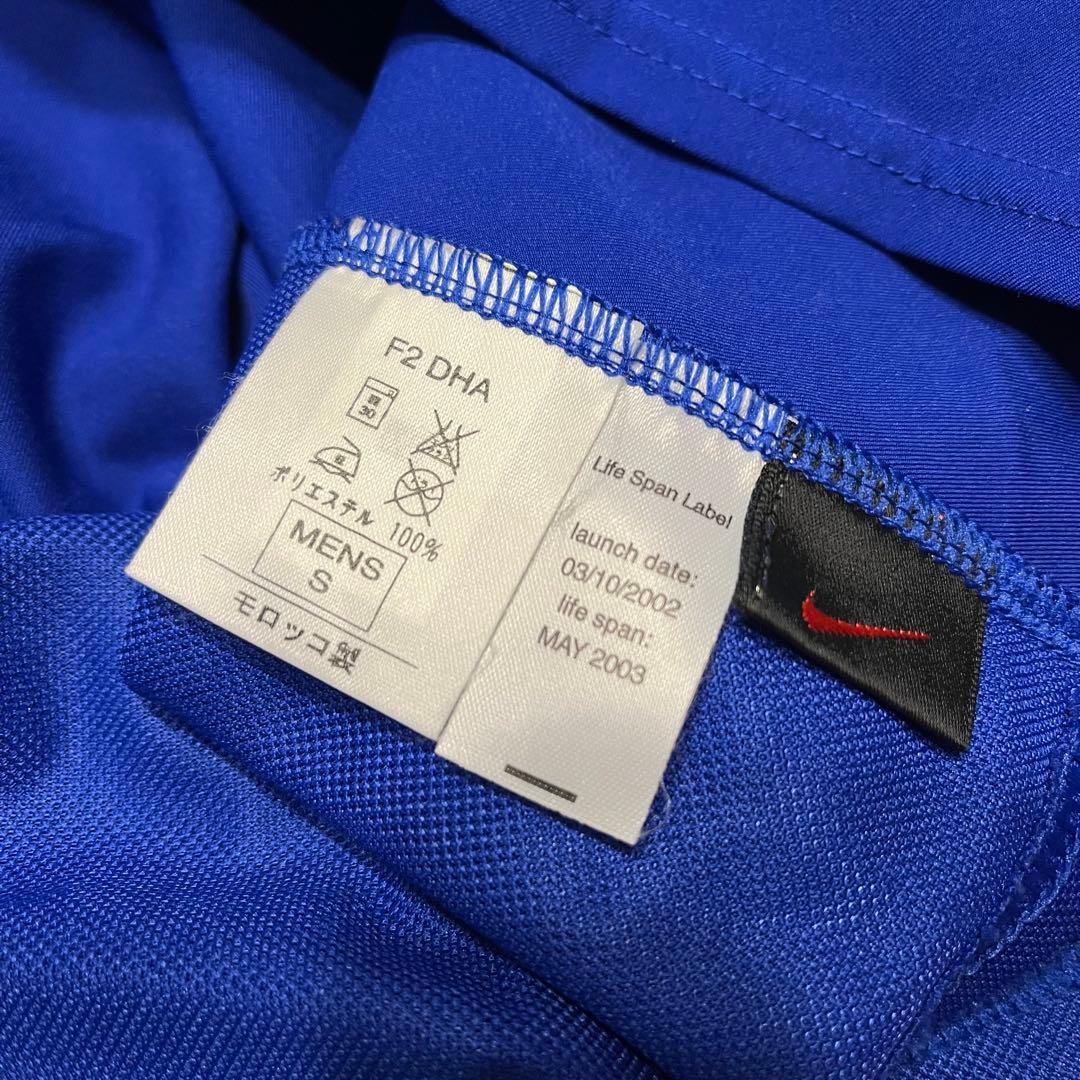 F2 DHA
弱
30
ポリエステル 100%
MENS
S
モロッコ製
Life Span Label
launch date:
03/10/2002
life span:
MAY 2003